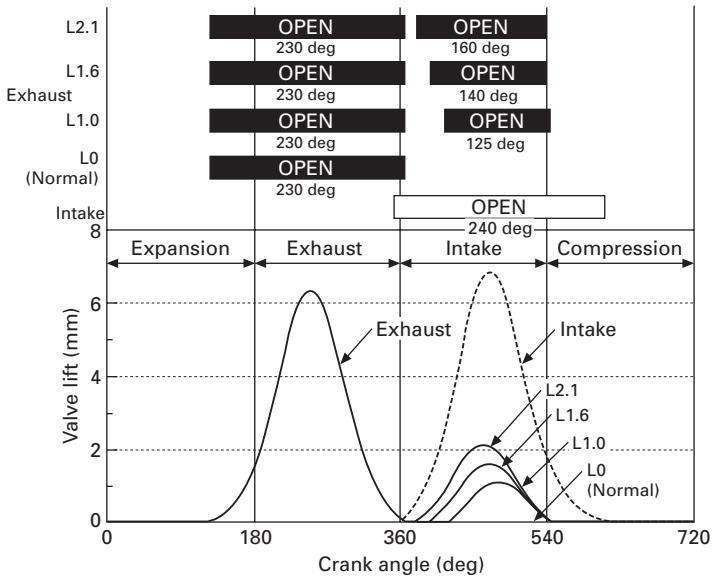 L2.1 OPEN OPEN
230 deg 160 deg
L1.6 OPEN OPEN
Exhaust 230 deg 140 deg
L1.0 OPEN OPEN
230 deg 125 deg
L0
(Normal) OPEN
230 deg
Intake OPEN
240 deg
8
Expansion Exhaust Intake Compression
6
Exhaust Intake
4
L2.1
L1.6
2
L1.0
L0
(Normal)
0
Valve lift (mm)
0 180 360 540 720
Crank angle (deg)